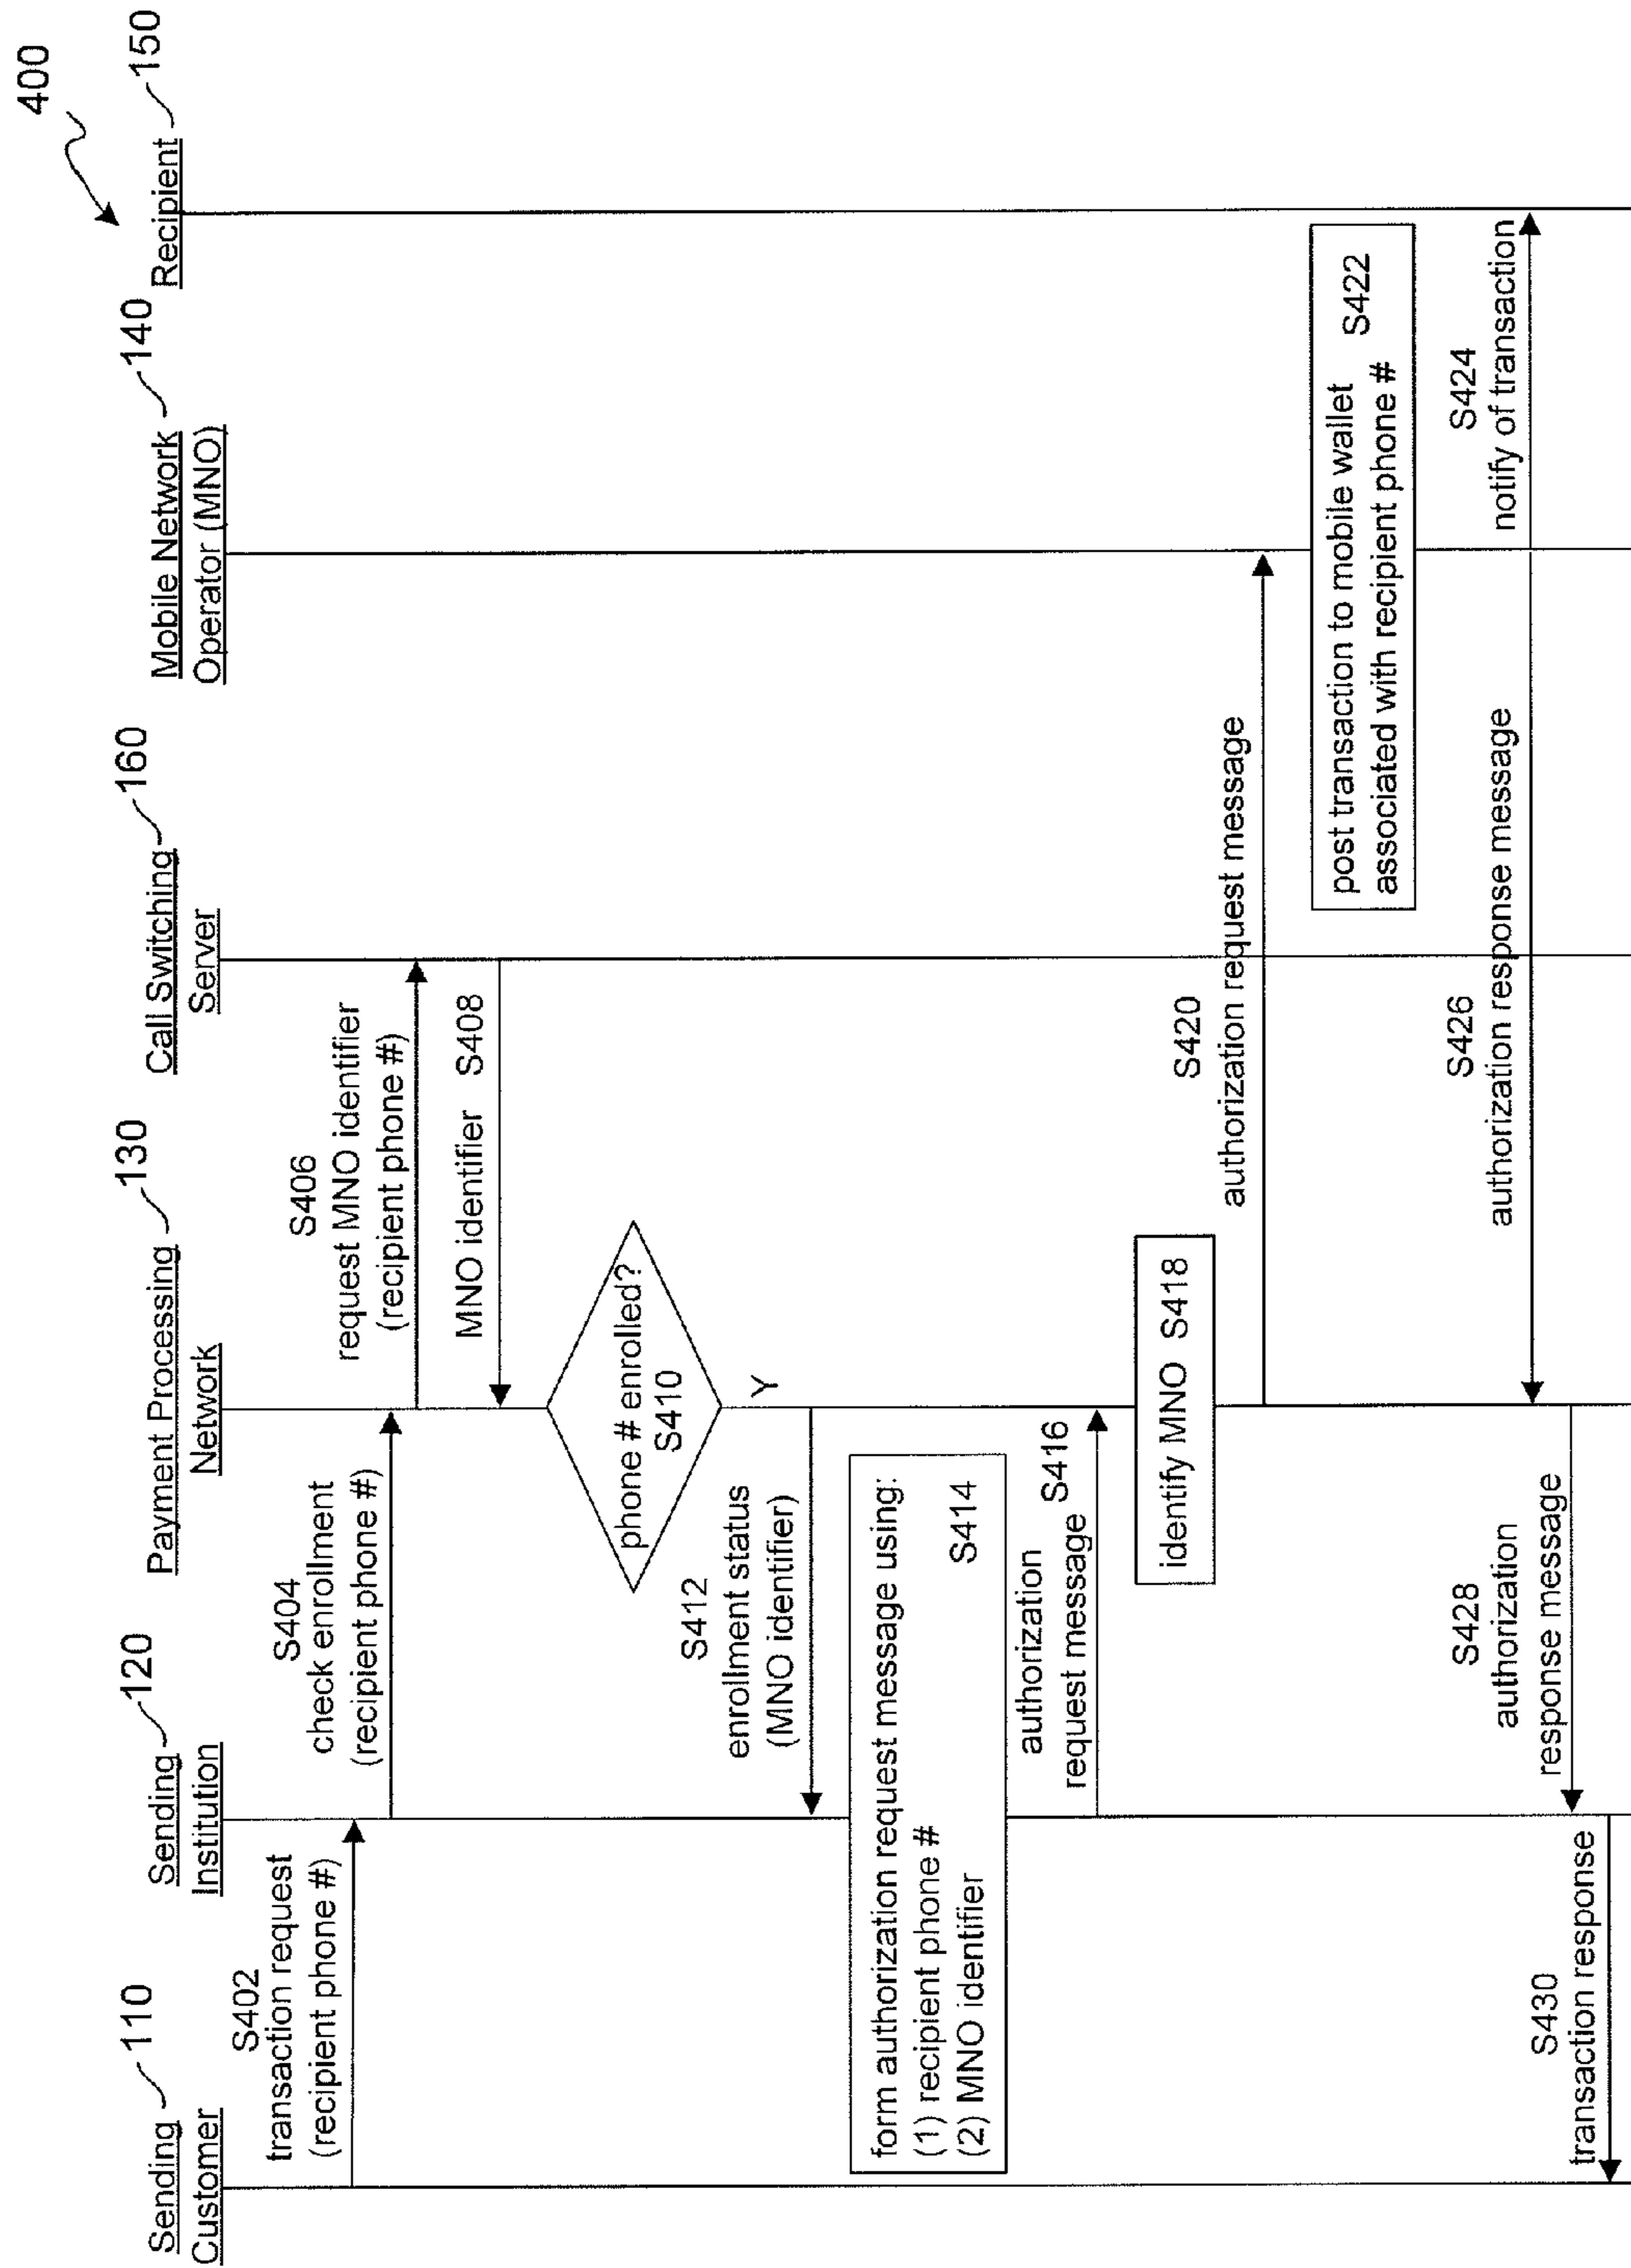 400
Sending 110
Customer
Sending 120
Institution
Payment Processing 130
Network
Call Switching 160
Server
Mobile Network 140
Operator (MNO)
Recipient 150
S402
transaction request
(recipient phone #)
S404
check enrollment
(recipient phone #)
S406
request MNO identifier
(recipient phone #)
MNO identifier S408
phone # enrolled?
S410
Y
S412
enrollment status
(MNO identifier)
form authorization request message using:
(1) recipient phone #
(2) MNO identifier S414
authorization
request message S416
identify MNO S418
S420
authorization request message
post transaction to mobile wallet S422
associated with recipient phone #
S424
notify of transaction
S426
authorization response message
S428
authorization
response message
S430
transaction response